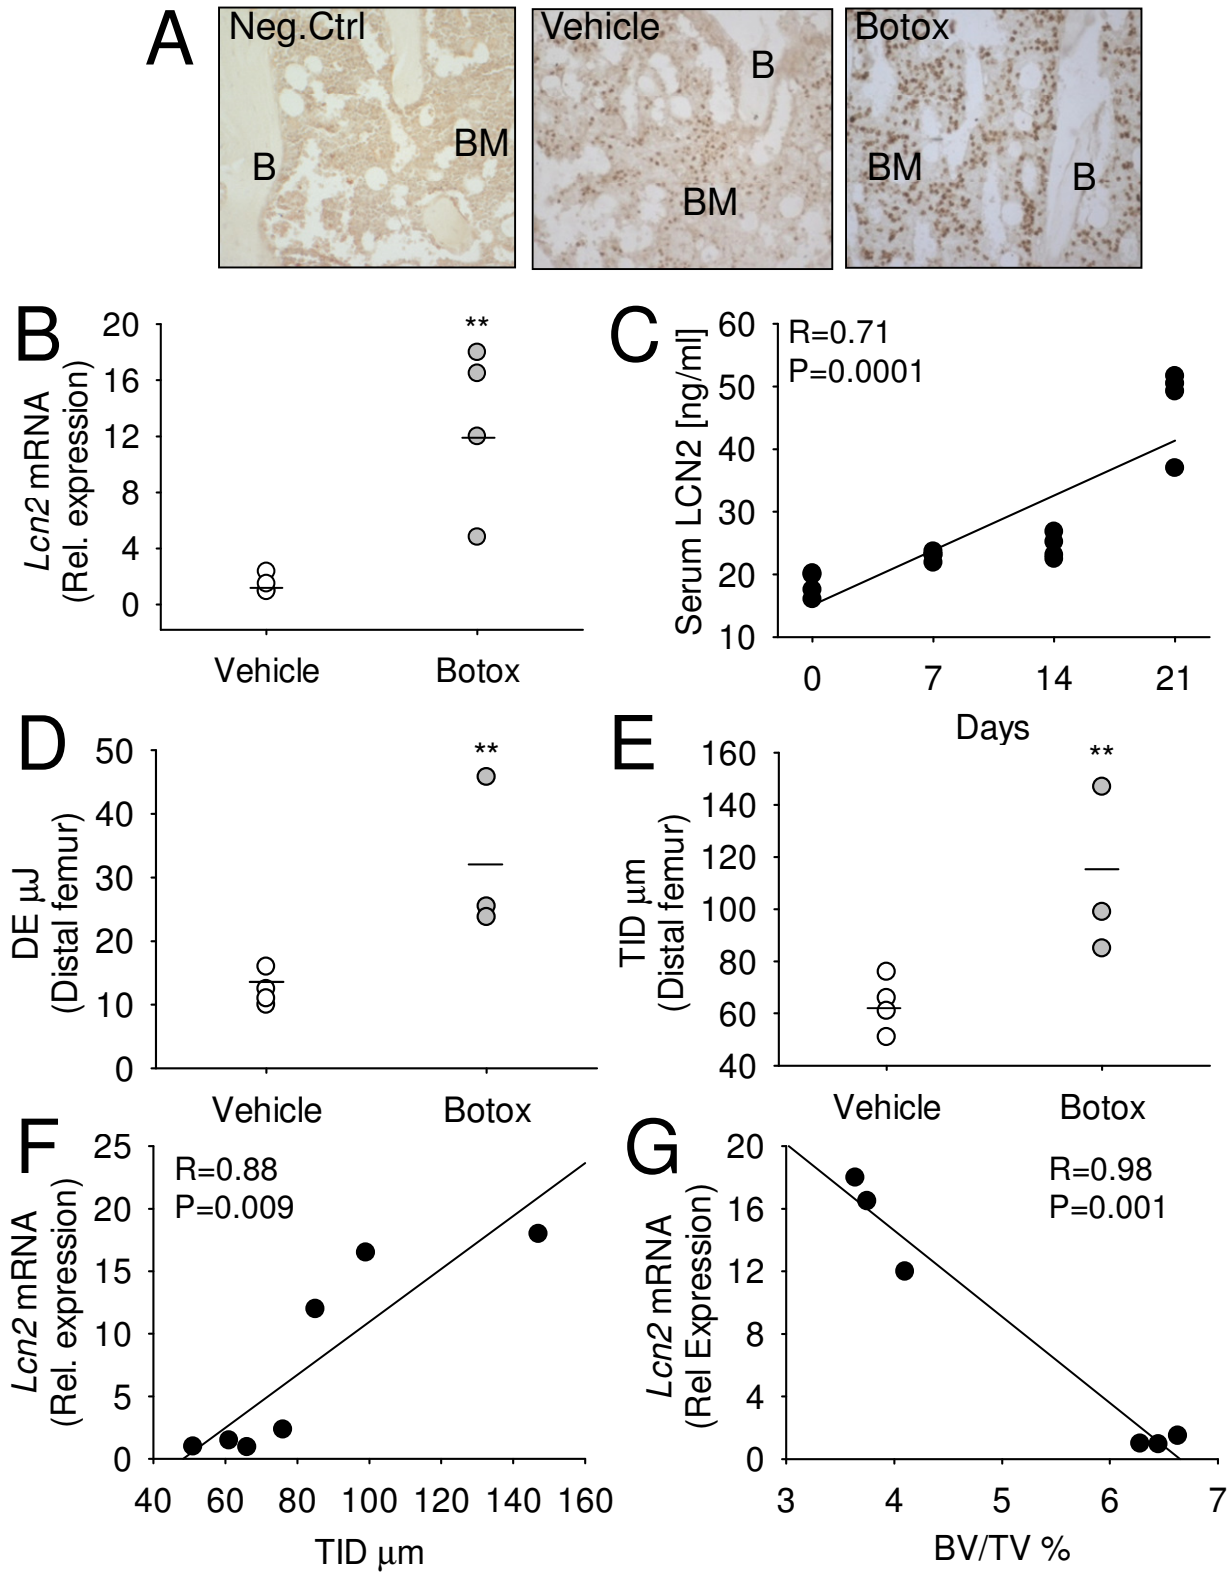 A
Neg.Ctrl
B
BM
Vehicle
B
BM
Botox
BM
B
B
Lcn2 mRNA
(Rel. expression)
20
16
12
8
4
0
**
Vehicle
Botox
C
Serum LCN2 [ng/ml]
60
50
40
30
20
10
R=0.71
P=0.0001
0
7
14
21
Days
D
DE μJ
(Distal femur)
50
40
30
20
10
0
**
Vehicle
Botox
E
TID μm
(Distal femur)
160
140
120
100
80
60
40
**
Vehicle
Botox
F
Lcn2 mRNA
(Rel. expression)
25
20
15
10
5
0
R=0.88
P=0.009
40 60 80 100 120 140 160
TID μm
G
Lcn2 mRNA
(Rel Expression)
20
16
12
8
4
0
R=0.98
P=0.001
3 4 5 6 7
BV/TV %